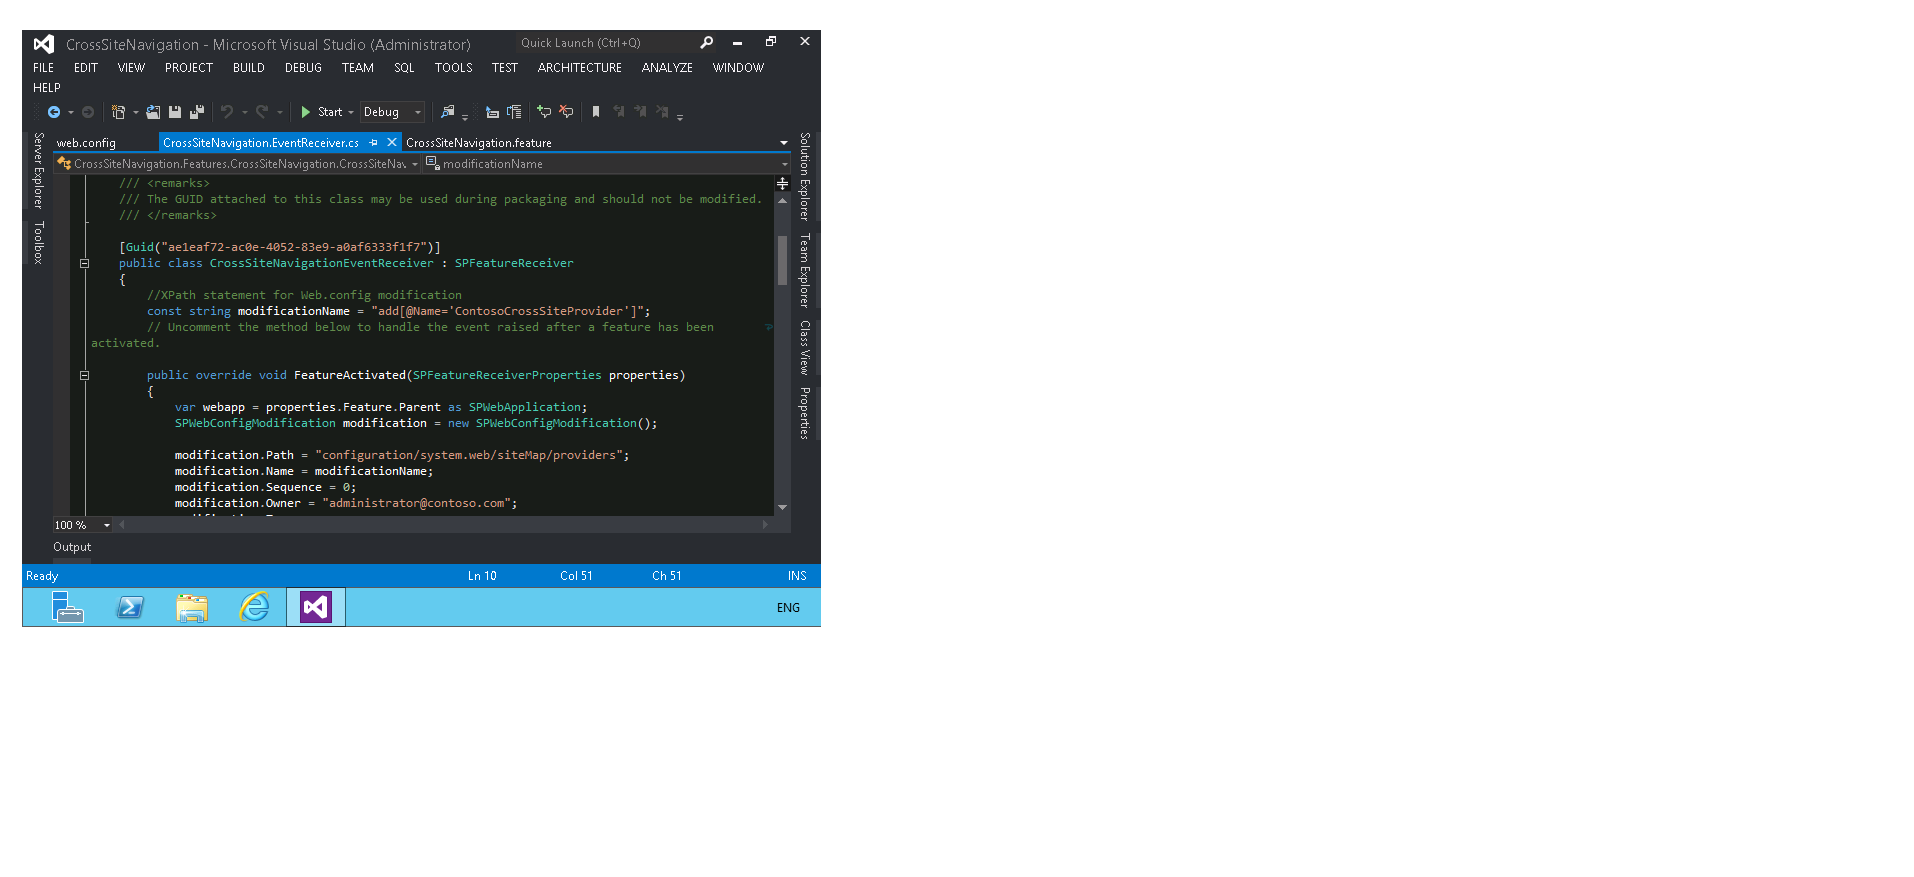 CrossSiteNavigation - Microsoft Visual Studio (Administrator)
Quick Launch (Ctrl+Q)
FILE EDIT VIEW PROJECT BUILD DEBUG TEAM SQL TOOLS TEST ARCHITECTURE ANALYZE WINDOW
HELP
Start Debug
web.config CrossSiteNavigation.EventReceiver.cs CrossSiteNavigation.feature
CrossSiteNavigation.Features.CrossSiteNavigation.CrossSiteNav modificationName
Server Explorer
Toolbox
/// <remarks>
/// The GUID attached to this class may be used during packaging and should not be modified.
/// </remarks>
[Guid("ae1eaf72-ac0e-4052-83e9-a0af6333f1f7")]
public class CrossSiteNavigationEventReceiver : SPFeatureReceiver
{
//XPath statement for Web.config modification
const string modificationName = "add[@Name='ContosoCrossSiteProvider']";
// Uncomment the method below to handle the event raised after a feature has been
activated.
public override void FeatureActivated(SPFeatureReceiverProperties properties)
{
var webapp = properties.Feature.Parent as SPWebApplication;
SPWebConfigModification modification = new SPWebConfigModification();
modification.Path = "configuration/system.web/siteMap/providers";
modification.Name = modificationName;
modification.Sequence = 0;
modification.Owner = "administrator@contoso.com";
Solution Explorer
Team Explorer
Class View
Properties
100 %
Output
Ready Ln 10 Col 51 Ch 51 INS
ENG